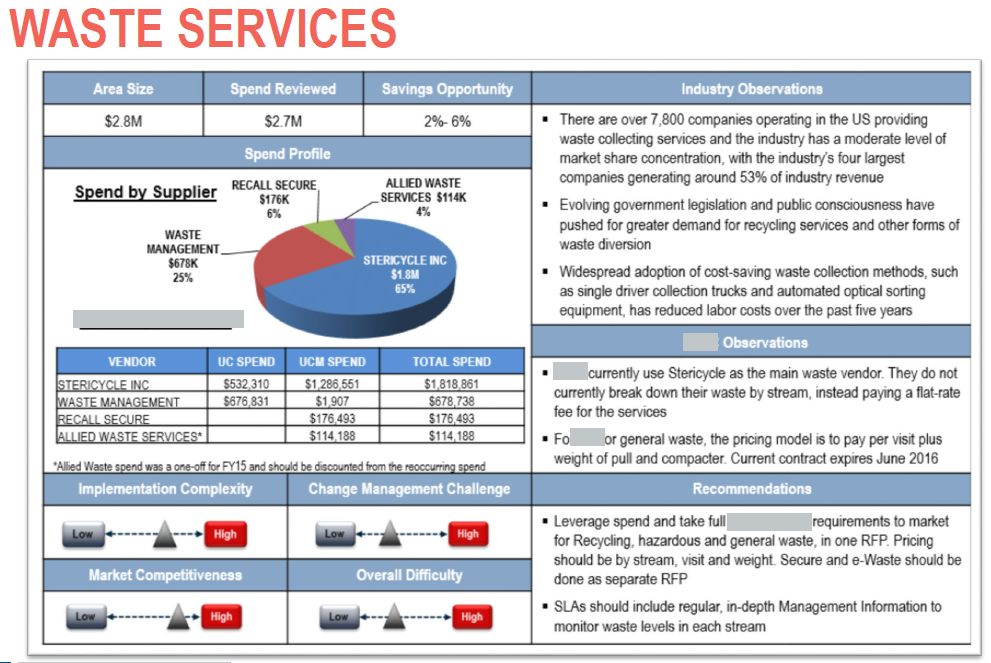 WASTE SERVICES
Area Size
Spend Reviewed
Savings Opportunity
$2.8M
$2.7M
2%- 6%
Spend Profile
Spend by Supplier
RECALL SECURE
$176K
6%
ALLIED WASTE
SERVICES $114K
4%
WASTE
MANAGEMENT
$678K
25%
STERICYCLE INC
$1.8M
65%
VENDOR UC SPEND UCM SPEND TOTAL SPEND
STERICYCLE INC $532,310 $1,286,551 $1,818,861
WASTE MANAGEMENT $676,831 $1,907 $678,738
RECALL SECURE $176,493 $176,493
ALLIED WASTE SERVICES* $114,188 $114,188
*Allied Waste spend was a one-off for FY15 and should be discounted from the reoccurring spend
Implementation Complexity
Low High
Change Management Challenge
Low High
Market Competitiveness
Low High
Overall Difficulty
Low High
Industry Observations
▪ There are over 7,800 companies operating in the US providing
waste collecting services and the industry has a moderate level of
market share concentration, with the industry's four largest
companies generating around 53% of industry revenue
▪ Evolving government legislation and public consciousness have
pushed for greater demand for recycling services and other forms of
waste diversion
▪ Widespread adoption of cost-saving waste collection methods, such
as single driver collection trucks and automated optical sorting
equipment, has reduced labor costs over the past five years
Observations
▪ currently use Stericycle as the main waste vendor. They do not
currently break down their waste by stream, instead paying a flat-rate
fee for the services
▪ Fo or general waste, the pricing model is to pay per visit plus
weight of pull and compacter. Current contract expires June 2016
Recommendations
▪ Leverage spend and take full requirements to market
for Recycling, hazardous and general waste, in one RFP. Pricing
should be by stream, visit and weight. Secure and e-Waste should be
done as separate RFP
▪ SLAs should include regular, in-depth Management Information to
monitor waste levels in each stream